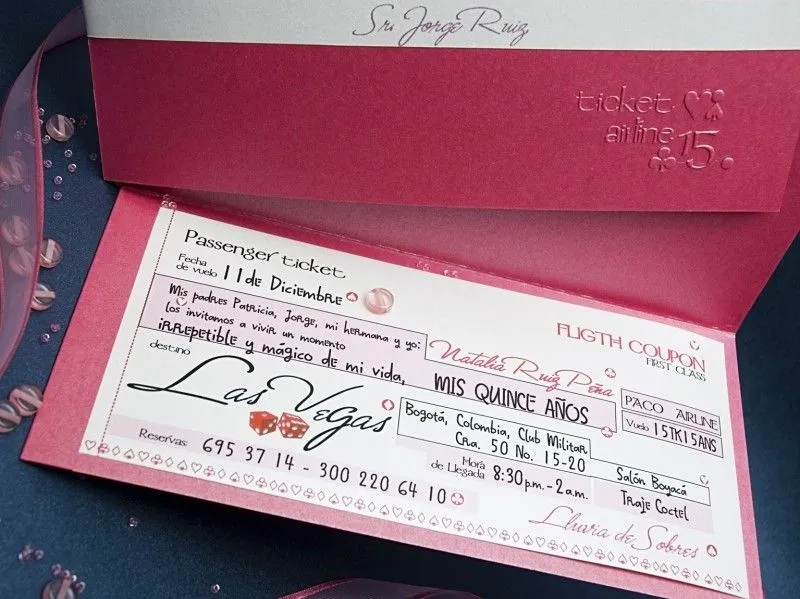 Sr. Jorge Ruiz
ticket
airline 15
Passenger ticket
Fecha
de vuelo 11 de Diciembre
Mis padres Patricia, Jorge, mi hermana y yo:
los invitamos a vivir un momento
irrepetible y mágico de mi vida,
Natalia Ruiz Peña
MIS QUINCE AÑOS
FLIGTH COUPON
FIRST CLASS
PACO AIRLINE
Vuelo 15TK15ANS
destino
Las Vegas
Bogotá, Colombia, Club Militar
Cra. 50 No. 15-20
Hora
de Llegada 8:30p.m.-2a.m.
Salón Boyacá
Traje Coctel
Reservas: 695 37 14 - 300 220 64 10
Lluvia de Sobres